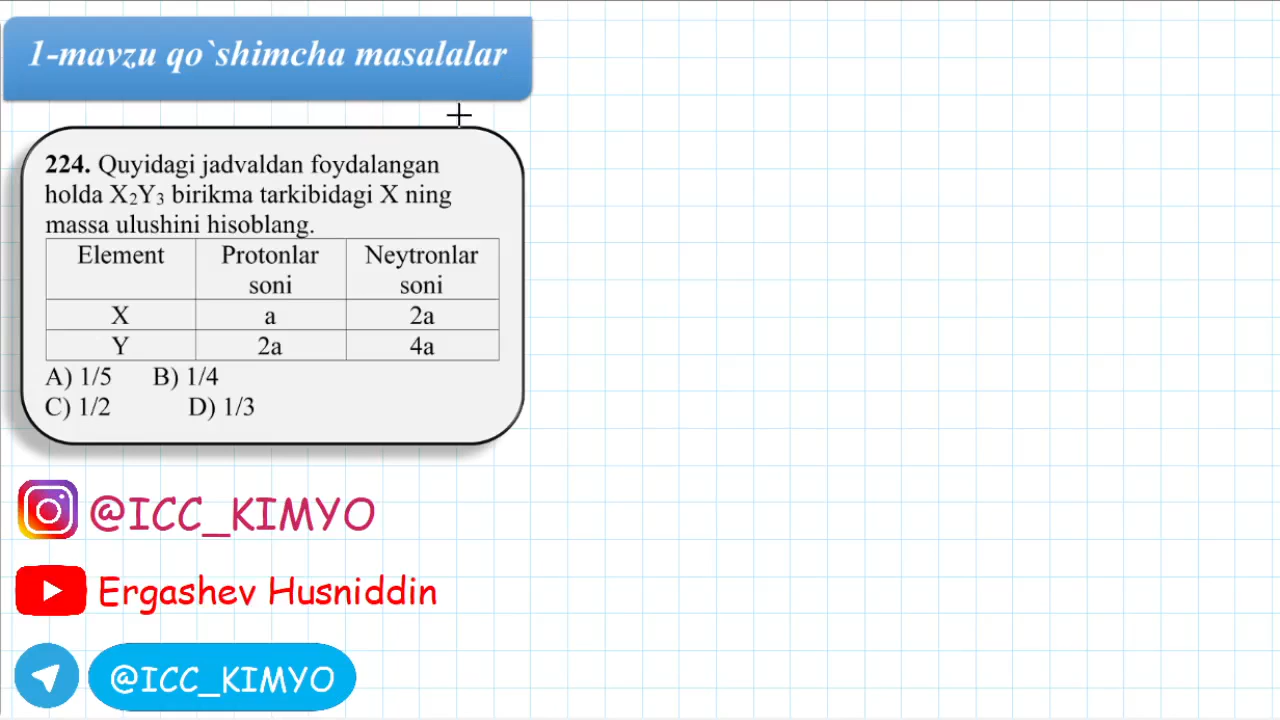 1-mavzu qo`shimcha masalalar
224. Quyidagi jadvaldan foydalangan
holda X₂Y₃ birikma tarkibidagi X ning
massa ulushini hisoblang.
Element Protonlar soni Neytronlar soni
X a 2a
Y 2a 4a
A) 1/5 B) 1/4
C) 1/2 D) 1/3
@ICC_KIMYO
Ergashev Husniddin
@ICC_KIMYO